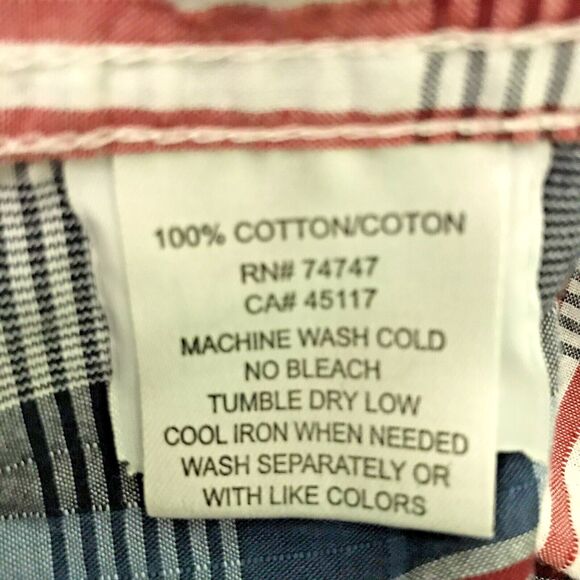 100% COTTON/COTON
RN# 74747
CA# 45117
MACHINE WASH COLD
NO BLEACH
TUMBLE DRY LOW
COOL IRON WHEN NEEDED
WASH SEPARATELY OR
WITH LIKE COLORS